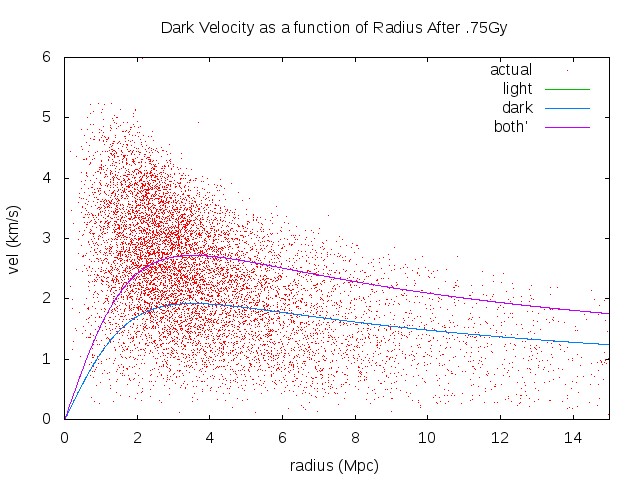 Dark Velocity as a function of Radius After .75Gy
6
5
4
3
2
1
0
vel (km/s)
actual
light
dark
both'
0 2 4 6 8 10 12 14
radius (Mpc)